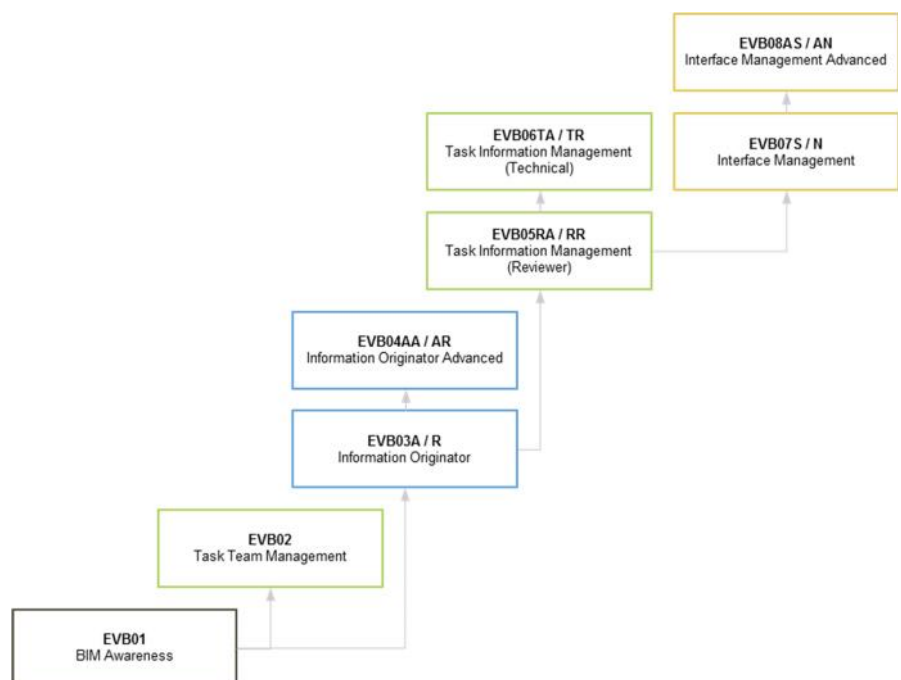 EVB08AS / AN
Interface Management Advanced
EVB06TA / TR
Task Information Management
(Technical)
EVB07S / N
Interface Management
EVB05RA / RR
Task Information Management
(Reviewer)
EVB04AA / AR
Information Originator Advanced
EVB03A / R
Information Originator
EVB02
Task Team Management
EVB01
BIM Awareness